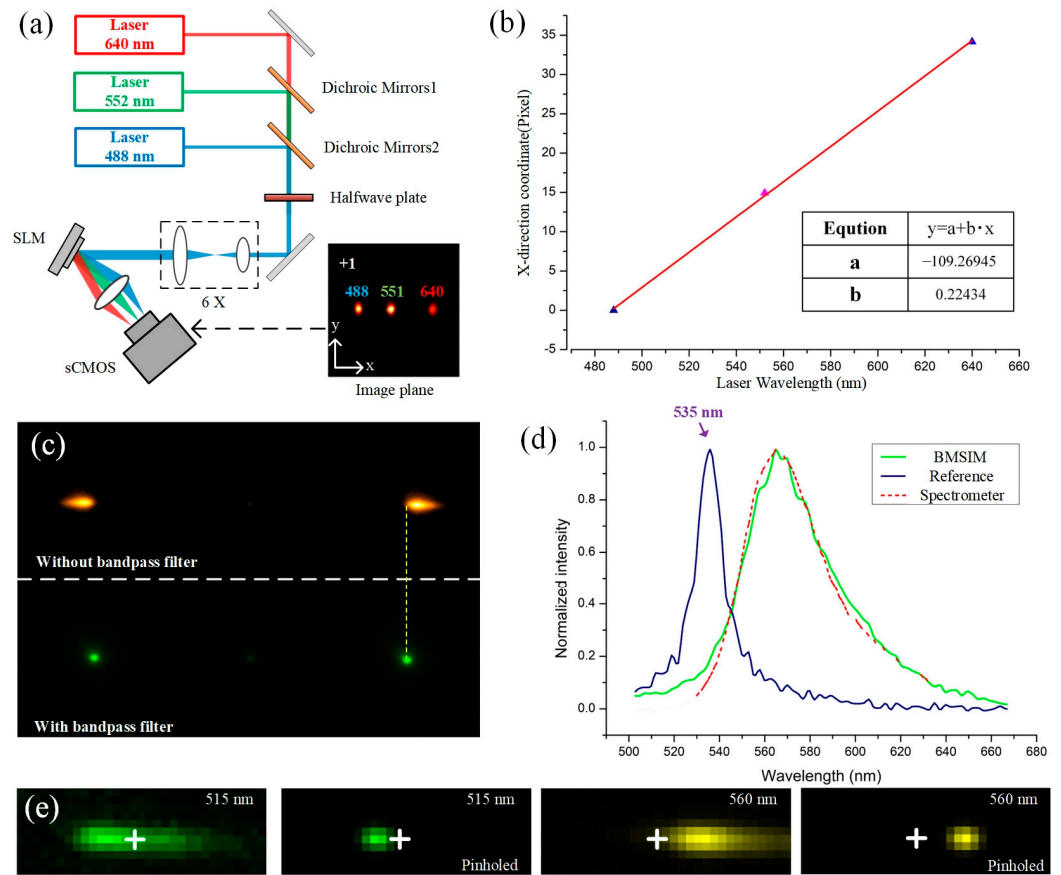 (a)
Laser
640 nm
Laser
552 nm
Laser
488 nm
Dichroic Mirrors1
Dichroic Mirrors2
Halfwave plate
SLM
6 X
sCMOS
+1
488 551 640
y
x
Image plane
(b)
X-direction coordinate(Pixel)
35
30
25
20
15
10
5
0
-5
480 500 520 540 560 580 600 620 640 660
Laser Wavelength (nm)
Eqution y=a+b·x
a −109.26945
b 0.22434
(c)
Without bandpass filter
With bandpass filter
(d)
535 nm
BMSIM
Reference
Spectrometer
Normalized intensity
1.0
0.8
0.6
0.4
0.2
0.0
500 520 540 560 580 600 620 640 660 680
Wavelength (nm)
(e)
515 nm
515 nm
Pinholed
560 nm
560 nm
Pinholed